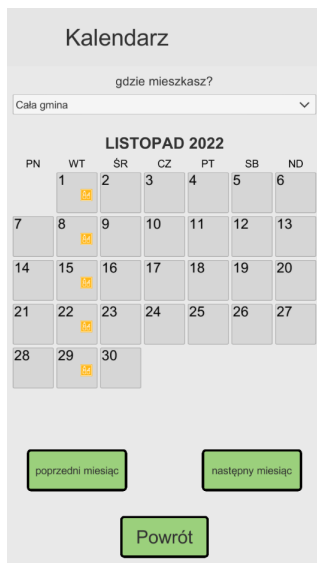 Kalendarz
gdzie mieszkasz?
Cała gmina
LISTOPAD 2022
PN WT ŚR CZ PT SB ND
1 2 3 4 5 6
7 8 9 10 11 12 13
14 15 16 17 18 19 20
21 22 23 24 25 26 27
28 29 30
poprzedni miesiąc następny miesiąc
Powrót